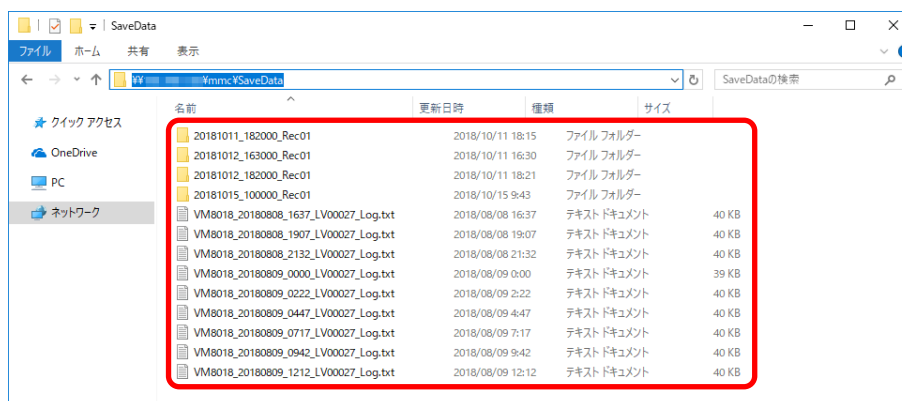 SaveData
ファイル ホーム 共有 表示
¥¥ ¥mmc¥SaveData SaveDataの検索
名前 更新日時 種類 サイズ
クイック アクセス
OneDrive
PC
ネットワーク
20181011_182000_Rec01 2018/10/11 18:15 ファイル フォルダー
20181012_163000_Rec01 2018/10/11 16:30 ファイル フォルダー
20181012_182000_Rec01 2018/10/11 18:21 ファイル フォルダー
20181015_100000_Rec01 2018/10/15 9:43 ファイル フォルダー
VM8018_20180808_1637_LV00027_Log.txt 2018/08/08 16:37 テキスト ドキュメント 40 KB
VM8018_20180808_1907_LV00027_Log.txt 2018/08/08 19:07 テキスト ドキュメント 40 KB
VM8018_20180808_2132_LV00027_Log.txt 2018/08/08 21:32 テキスト ドキュメント 40 KB
VM8018_20180809_0000_LV00027_Log.txt 2018/08/09 0:00 テキスト ドキュメント 39 KB
VM8018_20180809_0222_LV00027_Log.txt 2018/08/09 2:22 テキスト ドキュメント 40 KB
VM8018_20180809_0447_LV00027_Log.txt 2018/08/09 4:47 テキスト ドキュメント 40 KB
VM8018_20180809_0717_LV00027_Log.txt 2018/08/09 7:17 テキスト ドキュメント 40 KB
VM8018_20180809_0942_LV00027_Log.txt 2018/08/09 9:42 テキスト ドキュメント 40 KB
VM8018_20180809_1212_LV00027_Log.txt 2018/08/09 12:12 テキスト ドキュメント 40 KB